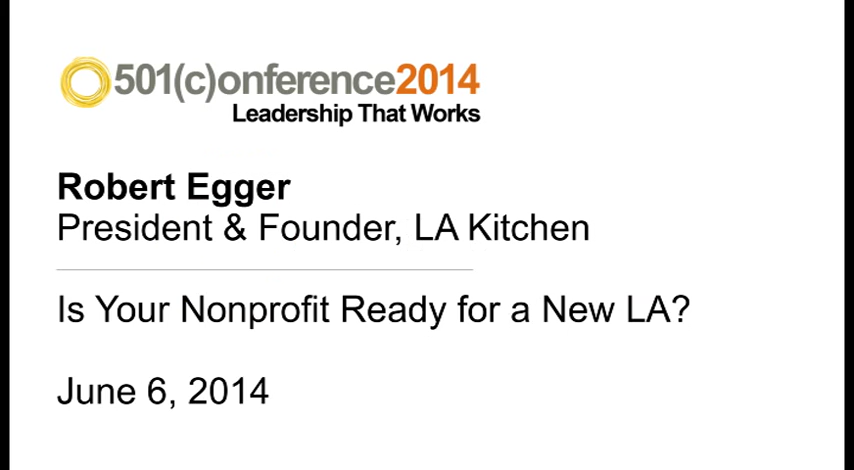 501(c)onference2014
Leadership That Works
Robert Egger
President & Founder, LA Kitchen
Is Your Nonprofit Ready for a New LA?
June 6, 2014